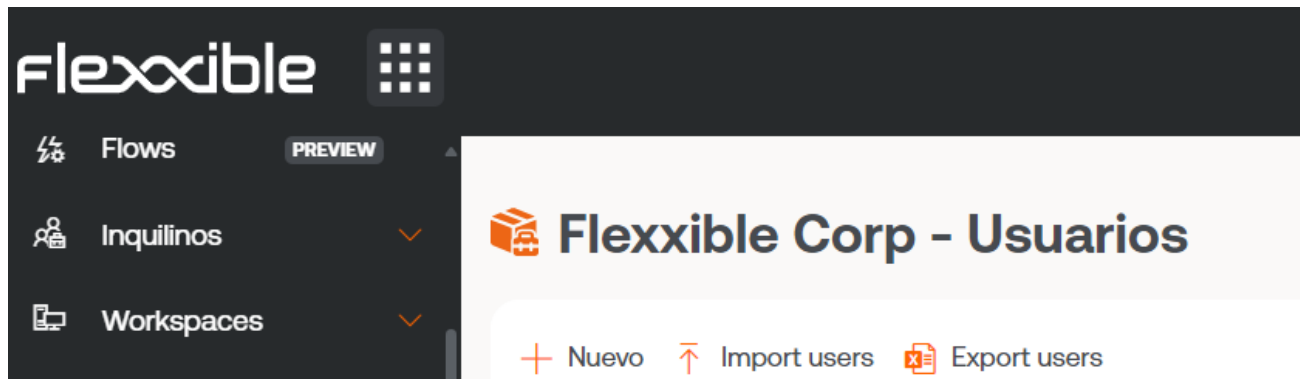 Flexxible
Flows PREVIEW
Inquilinos
Workspaces
Flexxible Corp - Usuarios
Nuevo Import users Export users